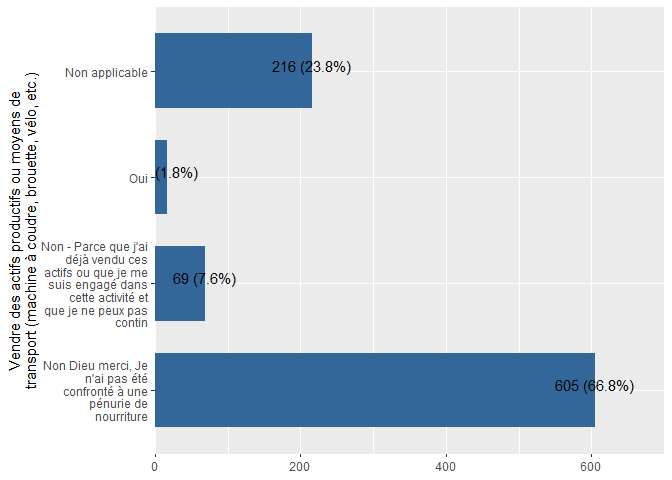 Vendre des actifs productifs ou moyens de
transport (machine à coudre, brouette, vélo, etc.)
Non applicable
216 (23.8%)
Oui
(1.8%)
Non - Parce que j'ai
déjà vendu ces
actifs ou que je me
suis engagé dans
cette activité et
que je ne peux pas
contin
69 (7.6%)
Non Dieu merci, Je
n'ai pas été
confronté à une
pénurie de
nourriture
605 (66.8%)
0 200 400 600